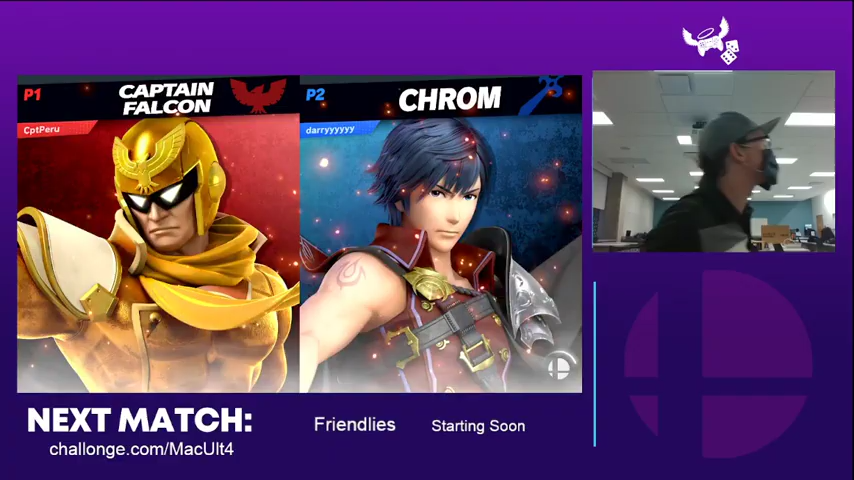 P1
CAPTAIN
FALCON
CptPeru
P2
CHROM
darryyyyyy
NEXT MATCH:
challonge.com/MacUlt4
Friendlies
Starting Soon